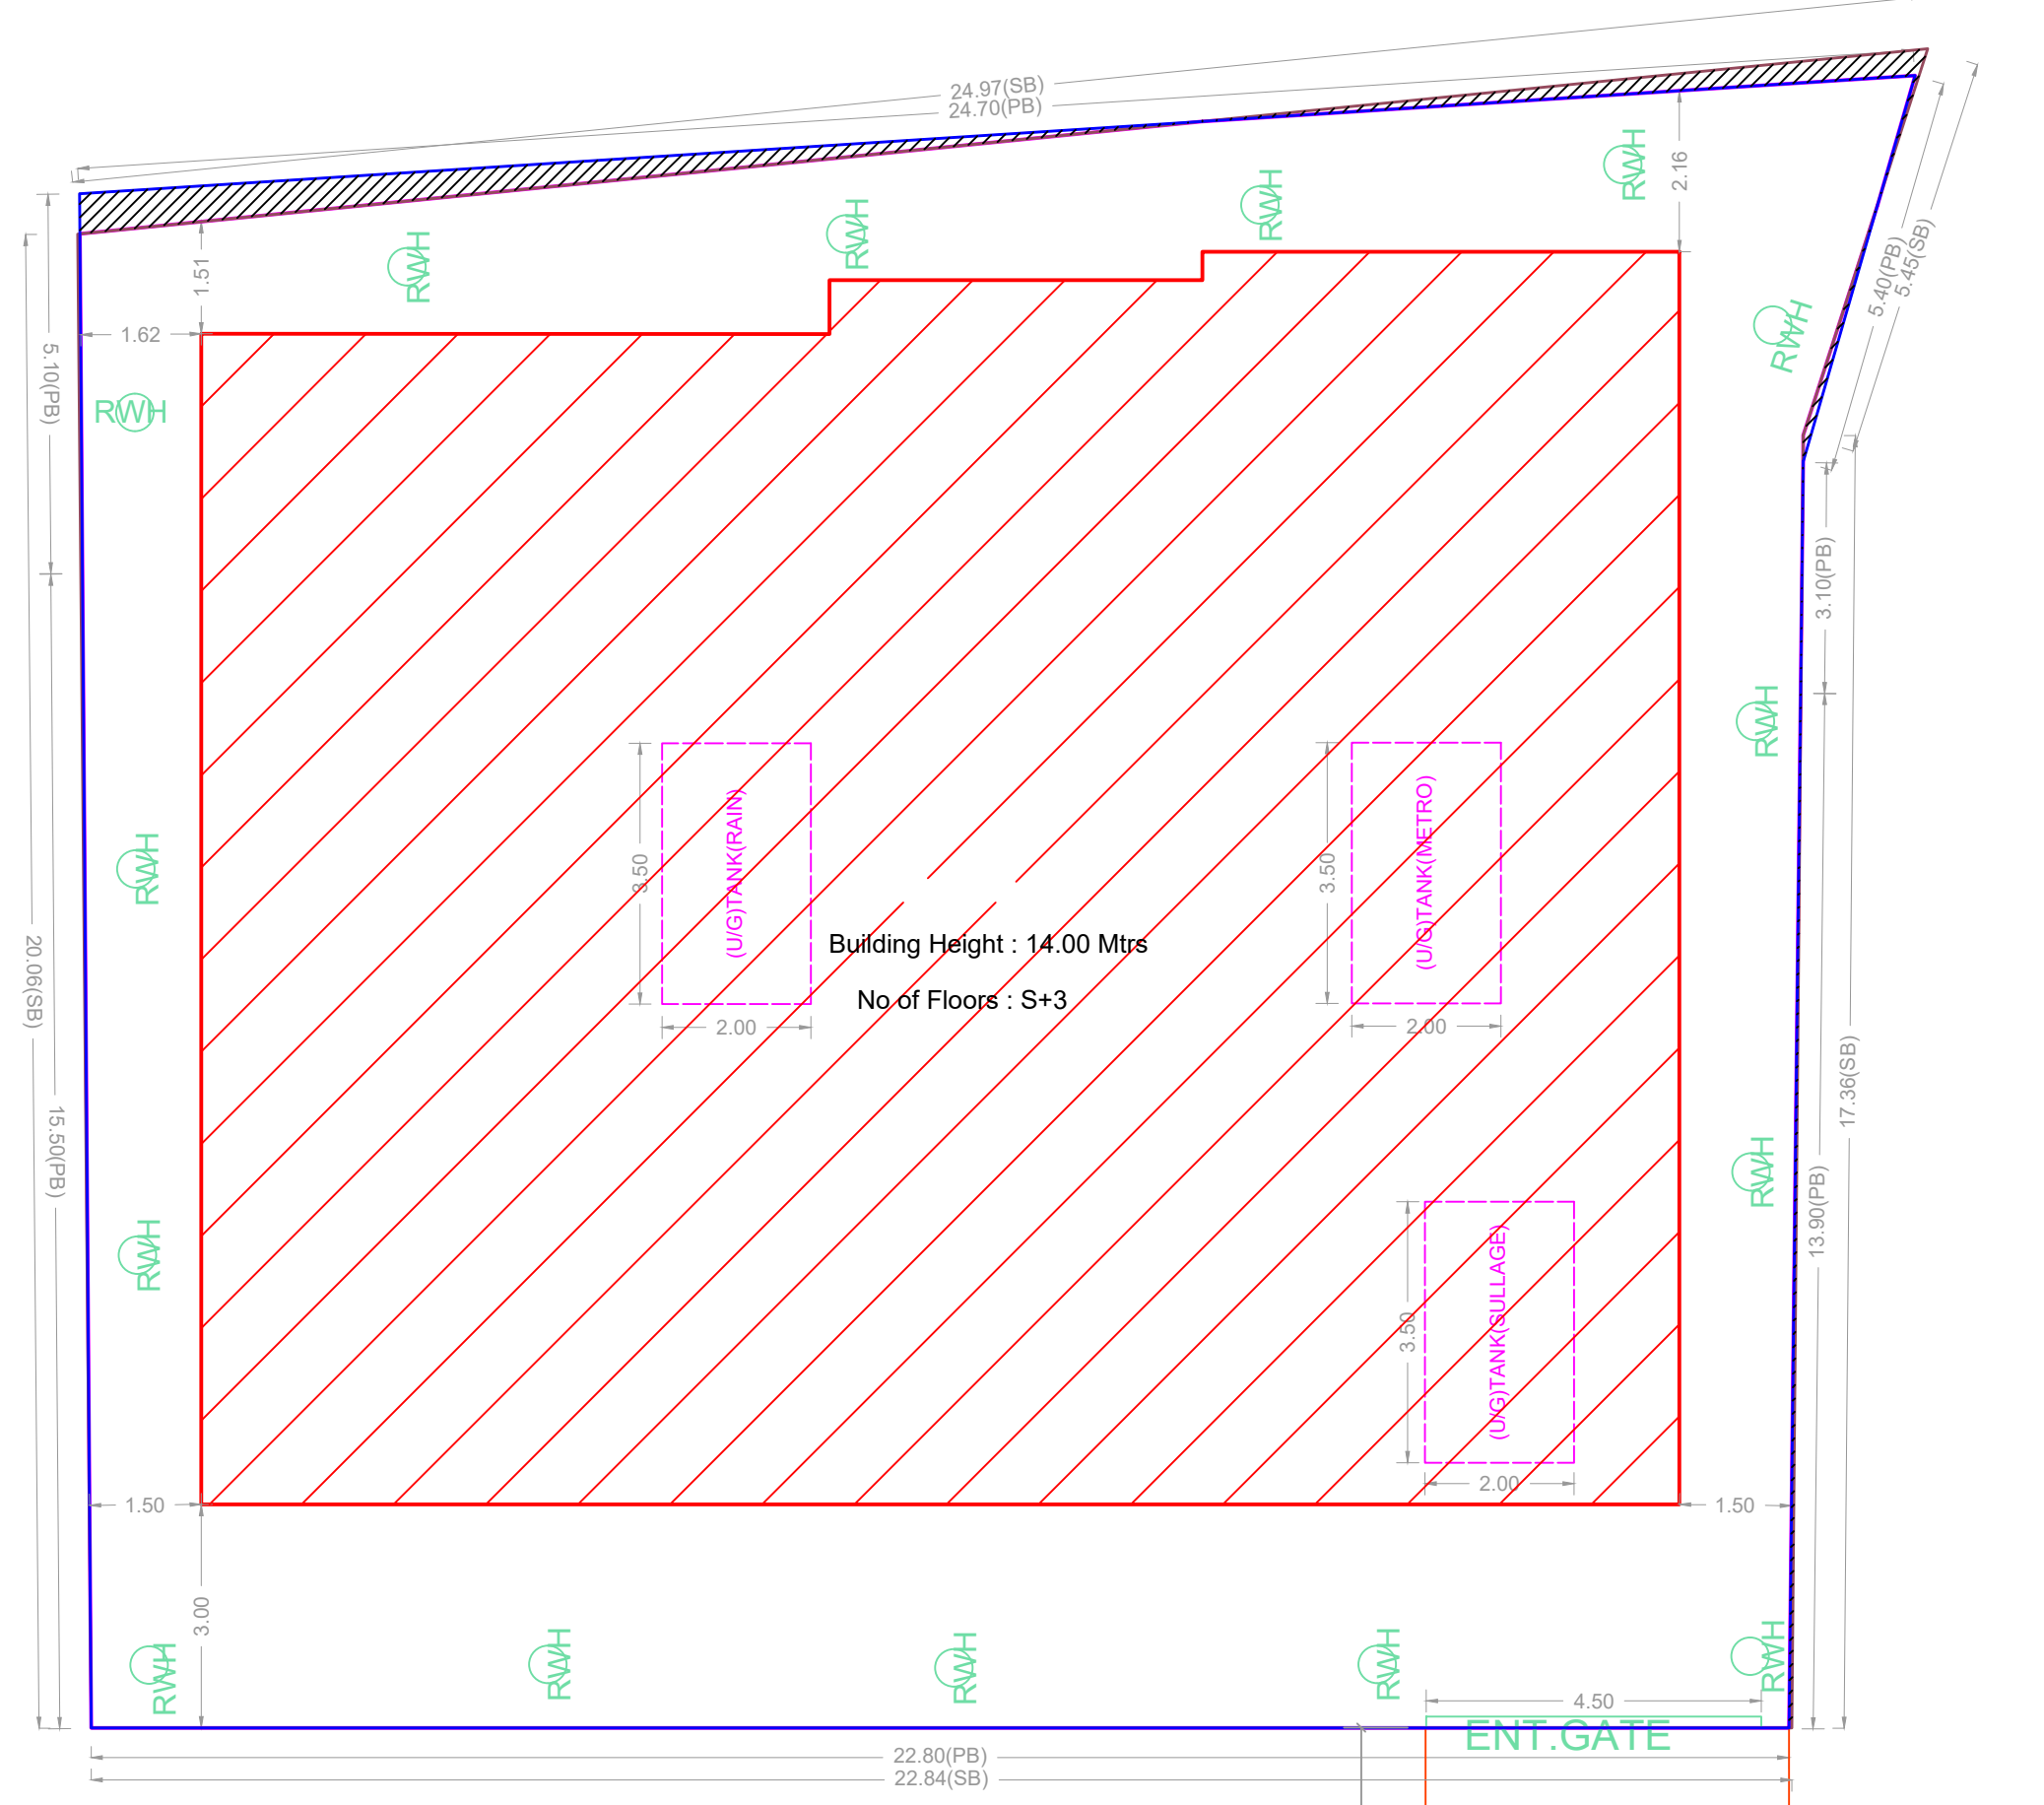 24.97(SB)
24.70(PB)
2.16
RWH
RWH
RWH
RWH
1.51
5.40(PB)
5.45(SB)
RWH
1.62
5.10(PB)
RWH
3.10(PB)
RWH
3.50
(U/G)TANK(RAIN)
3.50
(U/G)TANK(METRO)
RWH
Building Height : 14.00 Mtrs
20.06(SB)
No of Floors : S+3
2.00
2.00
17.36(SB)
15.50(PB)
RWH
13.90(PB)
RWH
3.50
(U/G)TANK(SULLAGE)
2.00
1.50
1.50
3.00
RWH
RWH
RWH
RWH
RWH
4.50
ENT.GATE
22.80(PB)
22.84(SB)